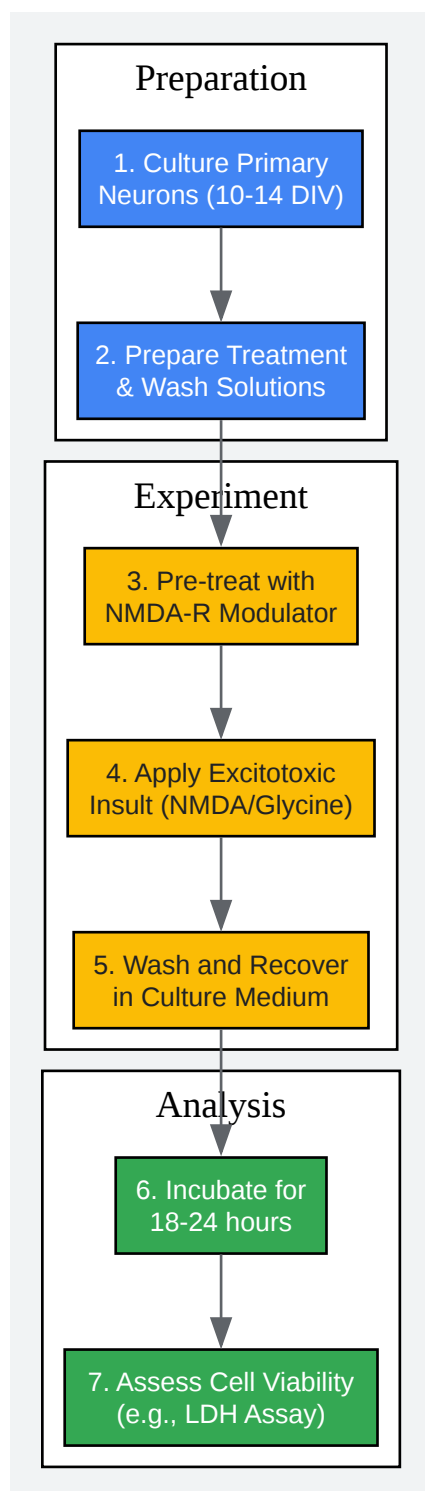 Preparation
1. Culture Primary
Neurons (10-14 DIV)
2. Prepare Treatment
& Wash Solutions
Experiment
3. Pre-treat with
NMDA-R Modulator
4. Apply Excitotoxic
Insult (NMDA/Glycine)
5. Wash and Recover
in Culture Medium
Analysis
6. Incubate for
18-24 hours
7. Assess Cell Viability
(e.g., LDH Assay)